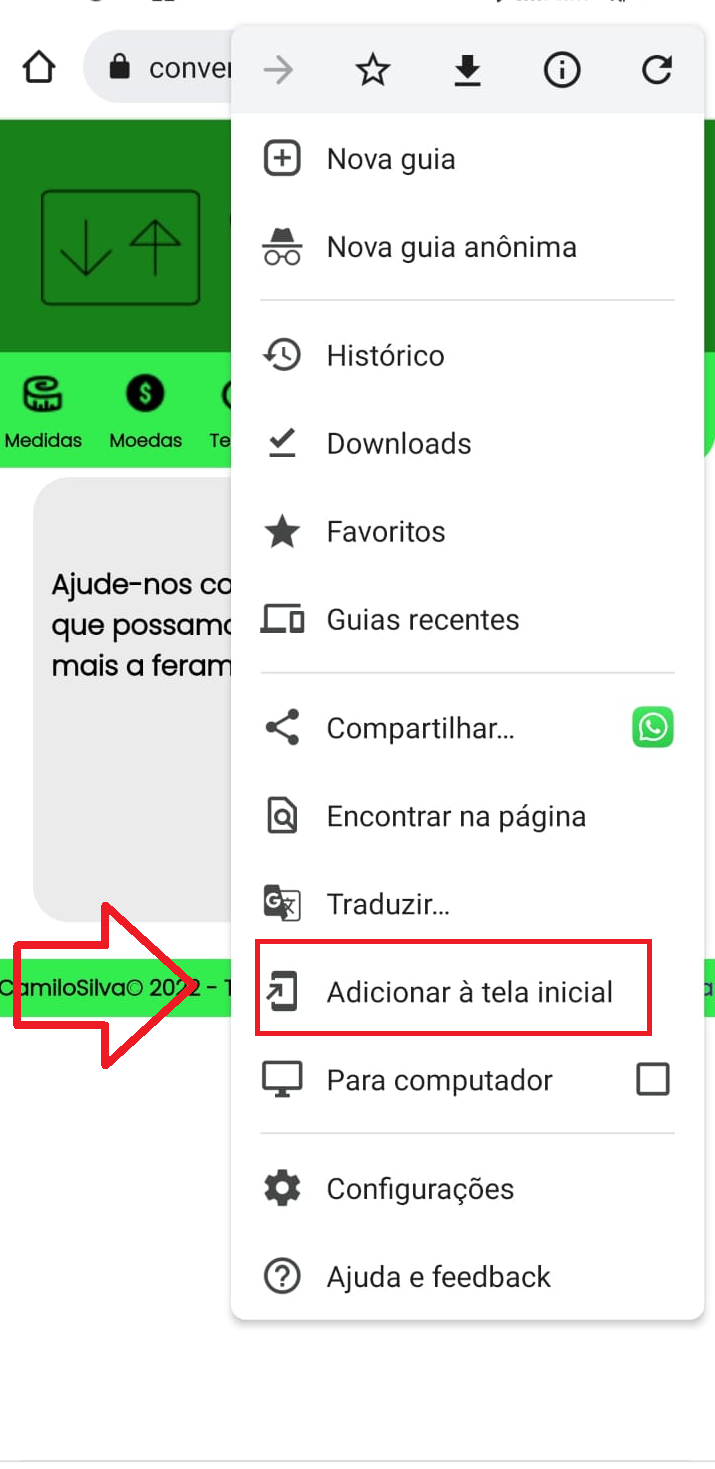 conver
Nova guia
Nova guia anônima
Histórico
Downloads
Favoritos
Guias recentes
Compartilhar...
Encontrar na página
Traduzir...
Adicionar à tela inicial
Para computador
Configurações
Ajuda e feedback
Medidas Moedas Te
Ajude-nos co
que possamo
mais a feram
CamiloSilva© 2022 - T